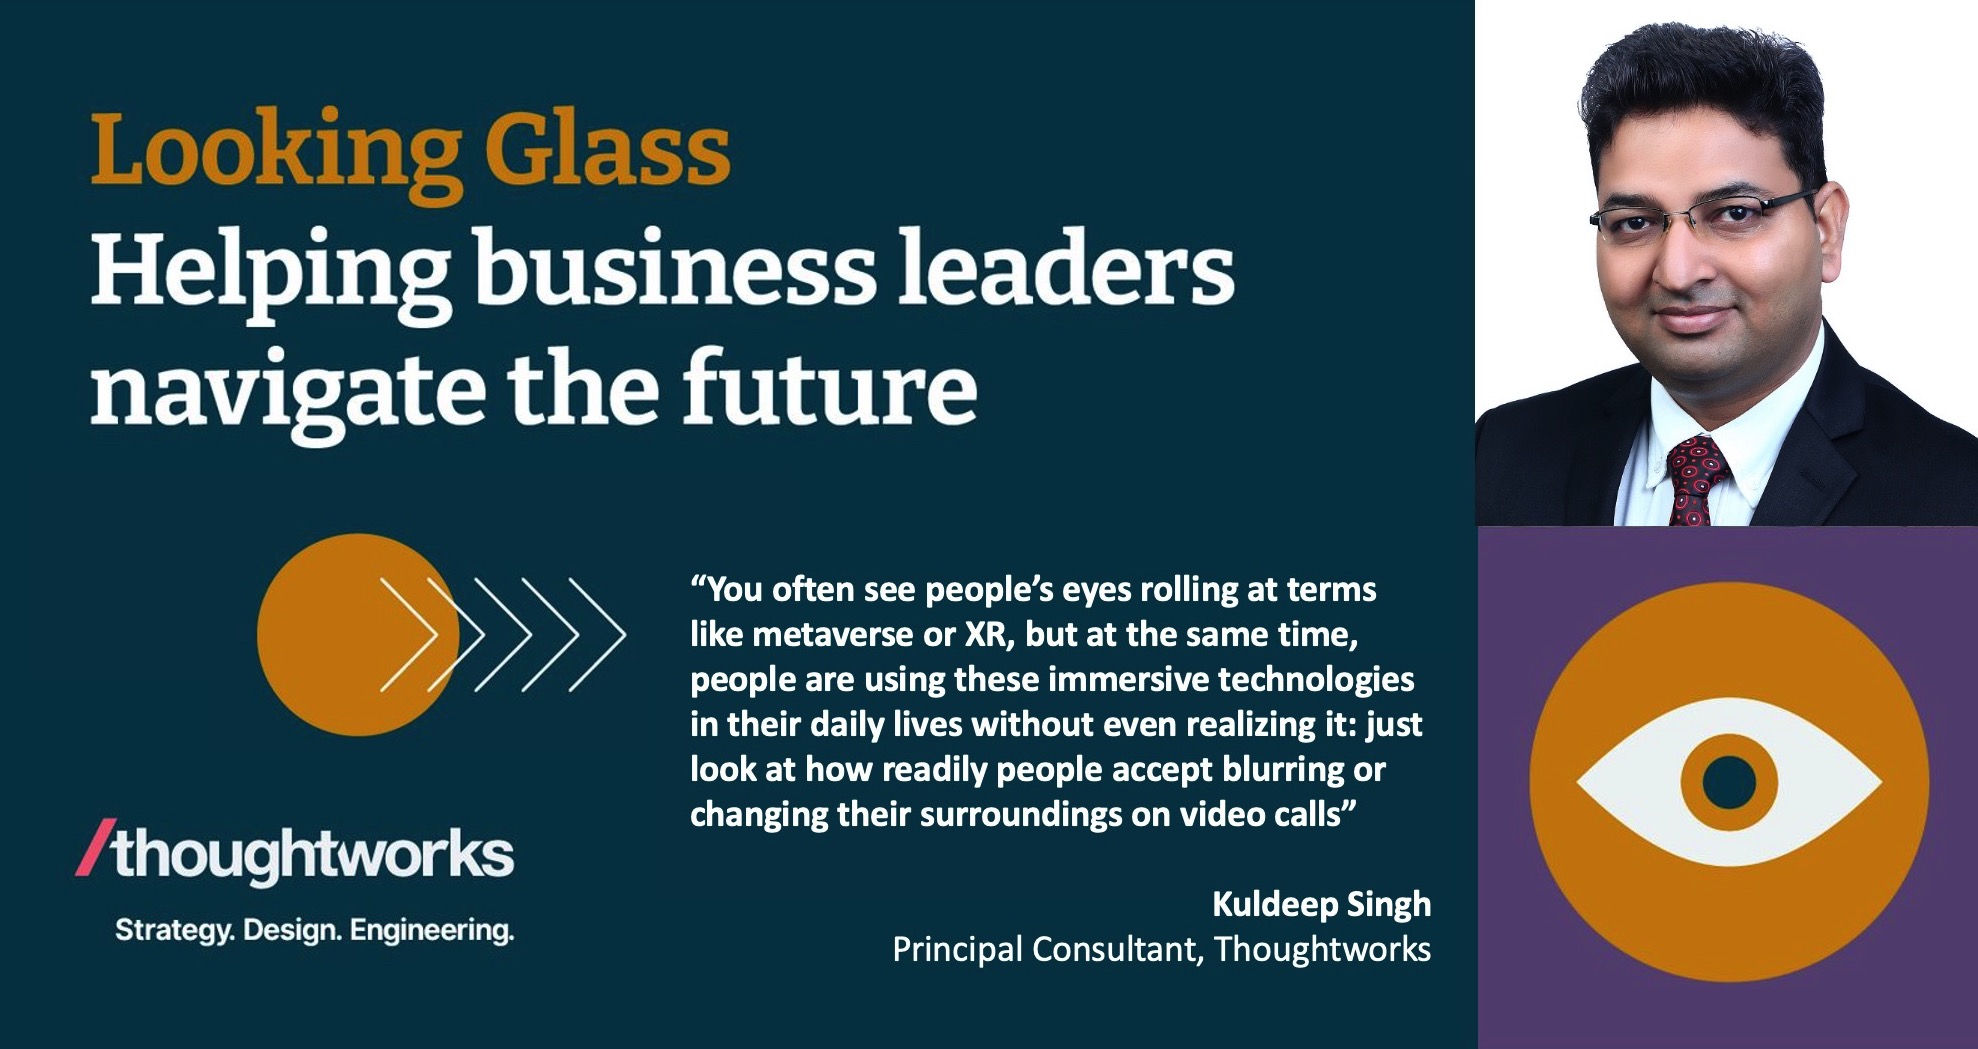 Looking Glass
Helping business leaders
navigate the future
“You often see people’s eyes rolling at terms
like metaverse or XR, but at the same time,
people are using these immersive technologies
in their daily lives without even realizing it: just
look at how readily people accept blurring or
changing their surroundings on video calls”
Kuldeep Singh
Principal Consultant, Thoughtworks
/thoughtworks
Strategy. Design. Engineering.